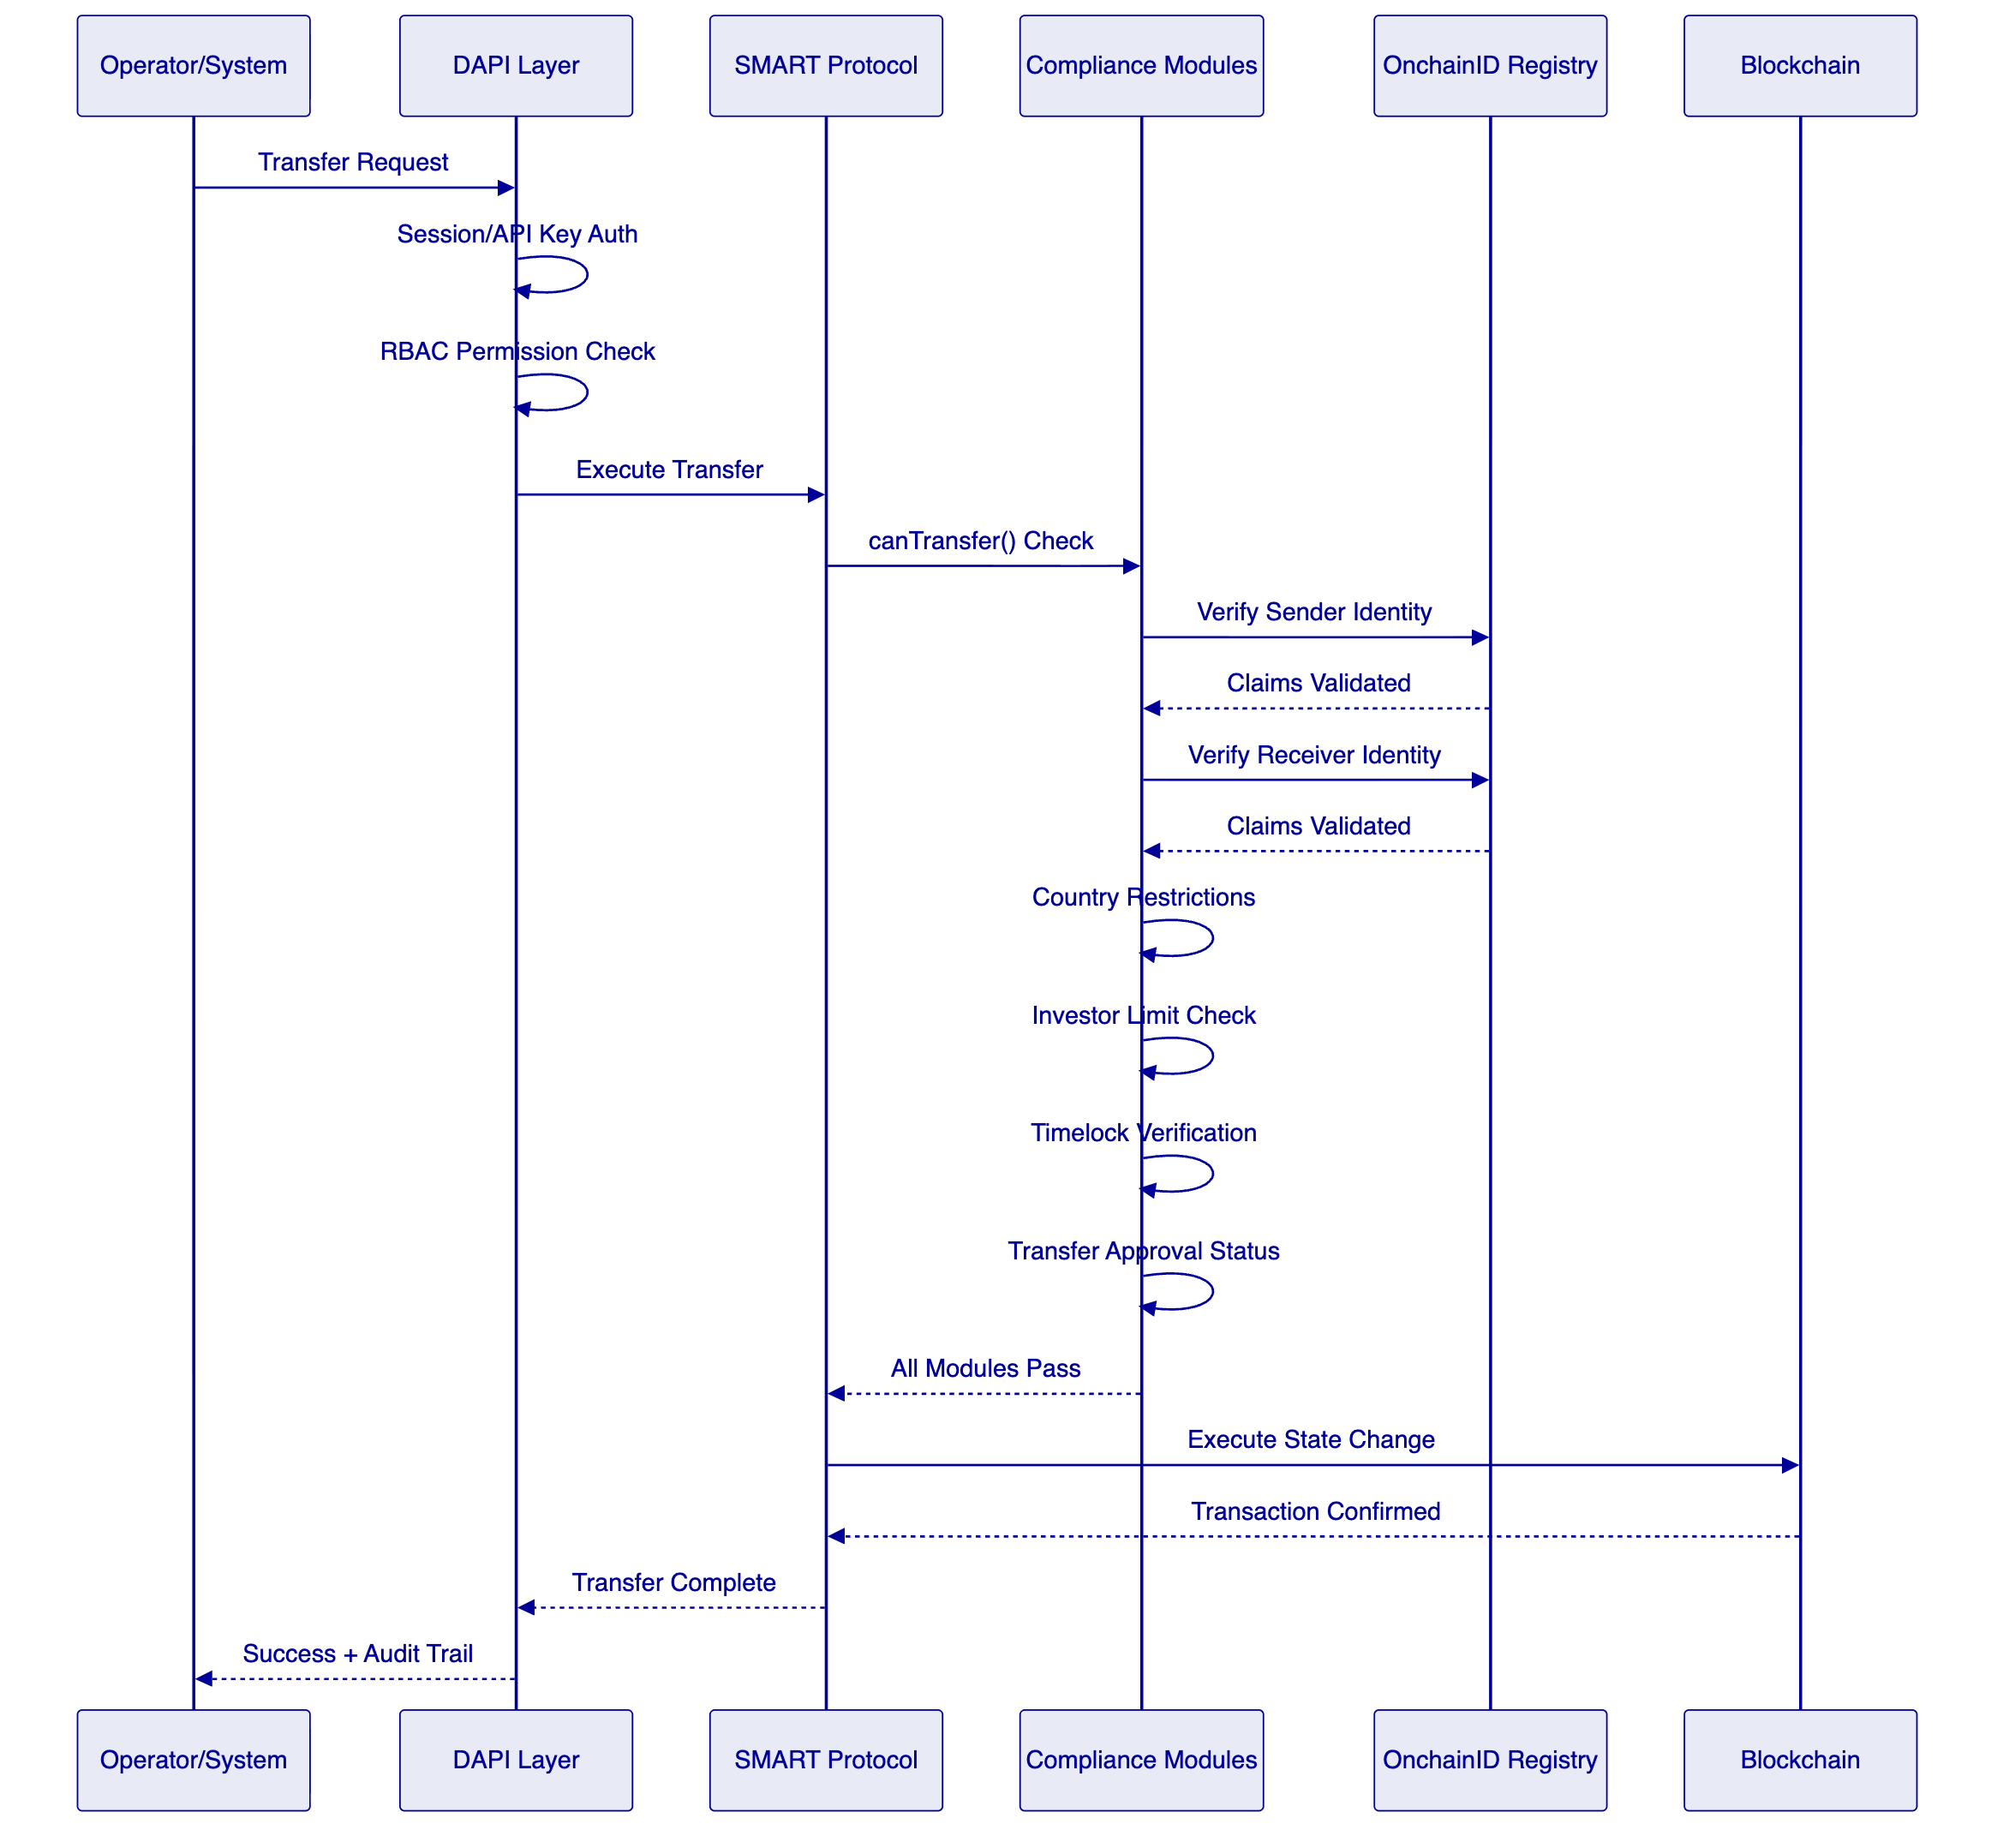 Operator/System
DAPI Layer
SMART Protocol
Compliance Modules
OnchainID Registry
Blockchain
Transfer Request
Session/API Key Auth
RBAC Permission Check
Execute Transfer
canTransfer() Check
Verify Sender Identity
Claims Validated
Verify Receiver Identity
Claims Validated
Country Restrictions
Investor Limit Check
Timelock Verification
Transfer Approval Status
All Modules Pass
Execute State Change
Transaction Confirmed
Transfer Complete
Success + Audit Trail
Operator/System
DAPI Layer
SMART Protocol
Compliance Modules
OnchainID Registry
Blockchain